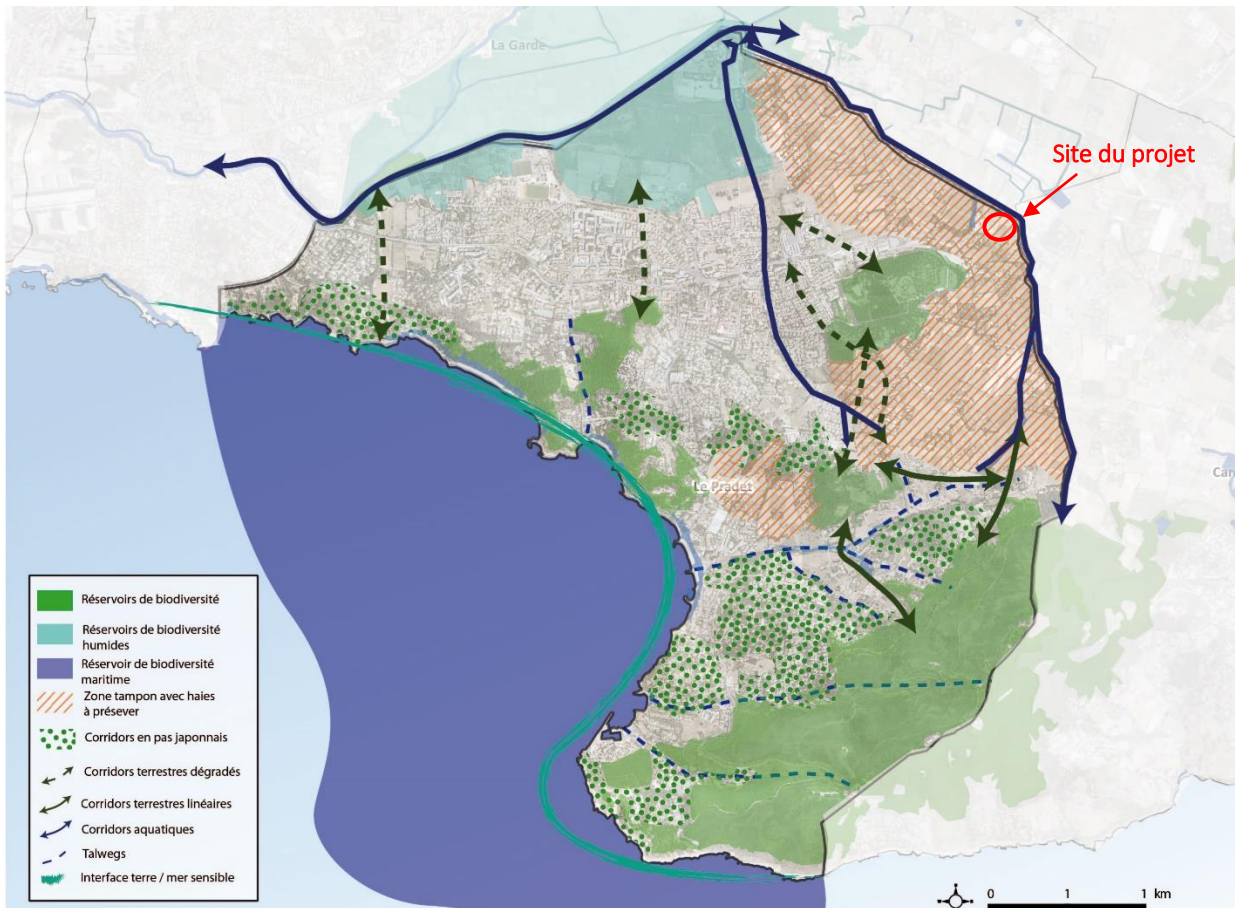 La Garde
Site du projet
Le Pradet
Car
Réservoirs de biodiversité
Réservoirs de biodiversité
humides
Réservoir de biodiversité
maritime
Zone tampon avec haies
à présever
Corridors en pas japonnais
Corridors terrestres dégradés
Corridors terrestres linéaires
Corridors aquatiques
Talwegs
Interface terre / mer sensible
0 1 1 km